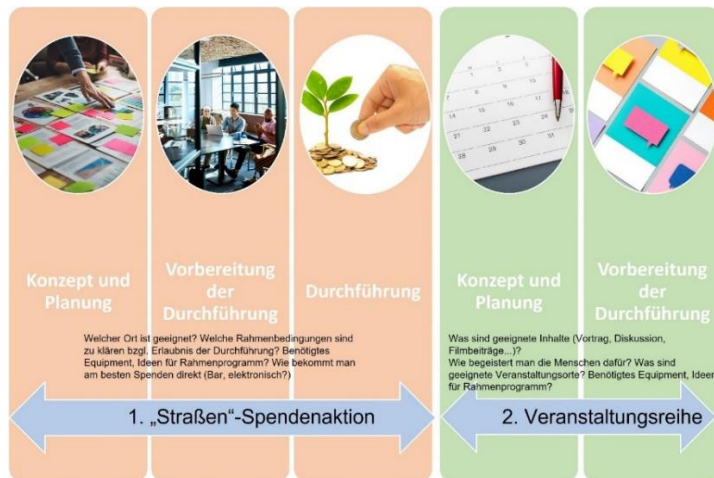 Konzept und
Planung
Vorbereitung
der
Durchführung
Durchführung
Konzept und
Planung
Vorbereitung
der
Durchführung
Welcher Ort ist geeignet? Welche Rahmenbedingungen sind
zu klären bzgl. Erlaubnis der Durchführung? Benötigtes
Equipment, Ideen für Rahmenprogramm? Wie bekommt man
am besten Spenden direkt (Bar, elektronisch?)
Was sind geeignete Inhalte (Vortrag, Diskussion,
Filmbeiträge...)?
Wie begeistert man die Menschen dafür? Was sind
geeignete Veranstaltungsorte? Benötigtes Equipment, Ideen
für Rahmenprogramm?
1. „Straßen“-Spendenaktion
2. Veranstaltungsreihe